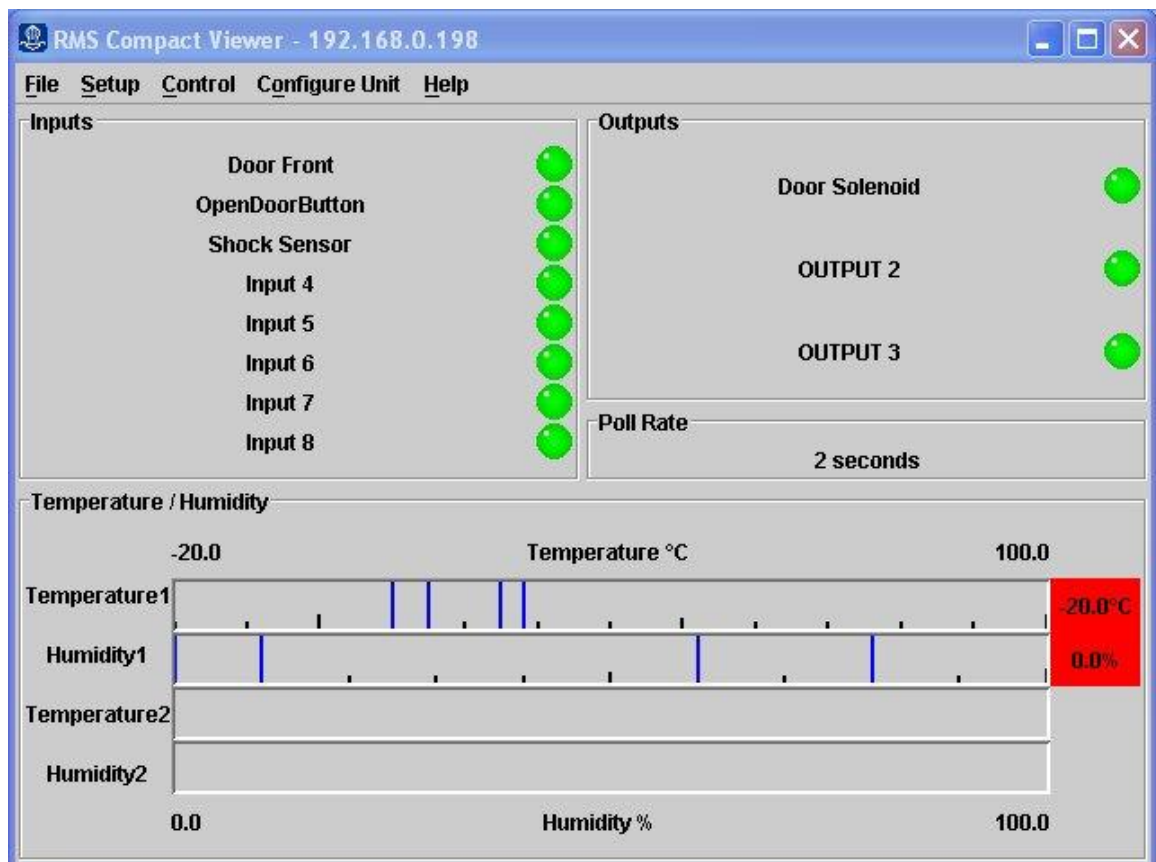 RMS Compact Viewer - 192.168.0.198
File Setup Control Configure Unit Help
Inputs
Door Front
OpenDoorButton
Shock Sensor
Input 4
Input 5
Input 6
Input 7
Input 8
Outputs
Door Solenoid
OUTPUT 2
OUTPUT 3
Poll Rate
2 seconds
Temperature / Humidity
-20.0 Temperature °C 100.0
Temperature1 -20.0°C
Humidity1 0.0%
Temperature2
Humidity2
0.0 Humidity % 100.0